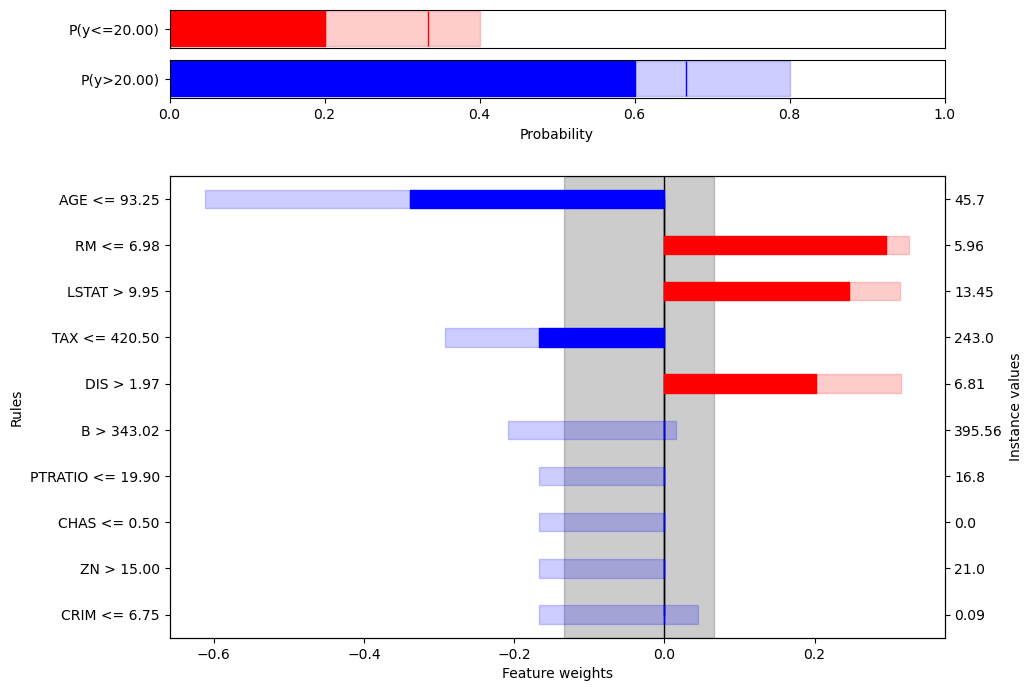 P(y<=20.00)
P(y>20.00)
0.0 0.2 0.4 0.6 0.8 1.0
Probability
AGE <= 93.25 45.7
RM <= 6.98 5.96
LSTAT > 9.95 13.45
TAX <= 420.50 243.0
DIS > 1.97 6.81
B > 343.02 395.56
PTRATIO <= 19.90 16.8
CHAS <= 0.50 0.0
ZN > 15.00 21.0
CRIM <= 6.75 0.09
Rules
Instance values
−0.6 −0.4 −0.2 0.0 0.2
Feature weights